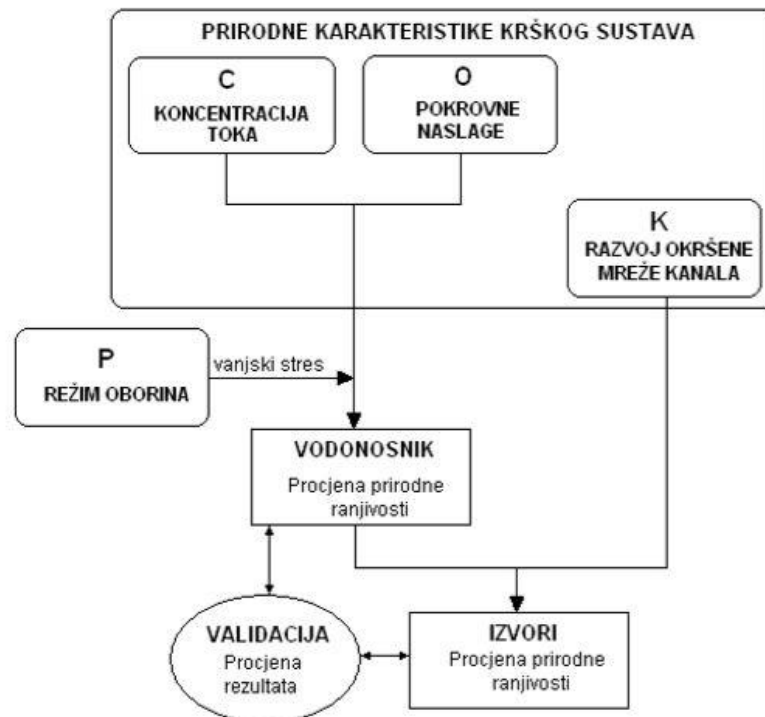 PRIRODNE KARAKTERISTIKE KRŠKOG SUSTAVA
C
KONCENTRACIJA
TOKA
O
POKROVNE
NASLAGE
K
RAZVOJ OKRŠENE
MREŽE KANALA
P
REŽIM OBORINA
vanjski stres
VODONOSNIK
Procjena prirodne
ranjivosti
VALIDACIJA
Procjena
rezultata
IZVORI
Procjena prirodne
ranjivosti